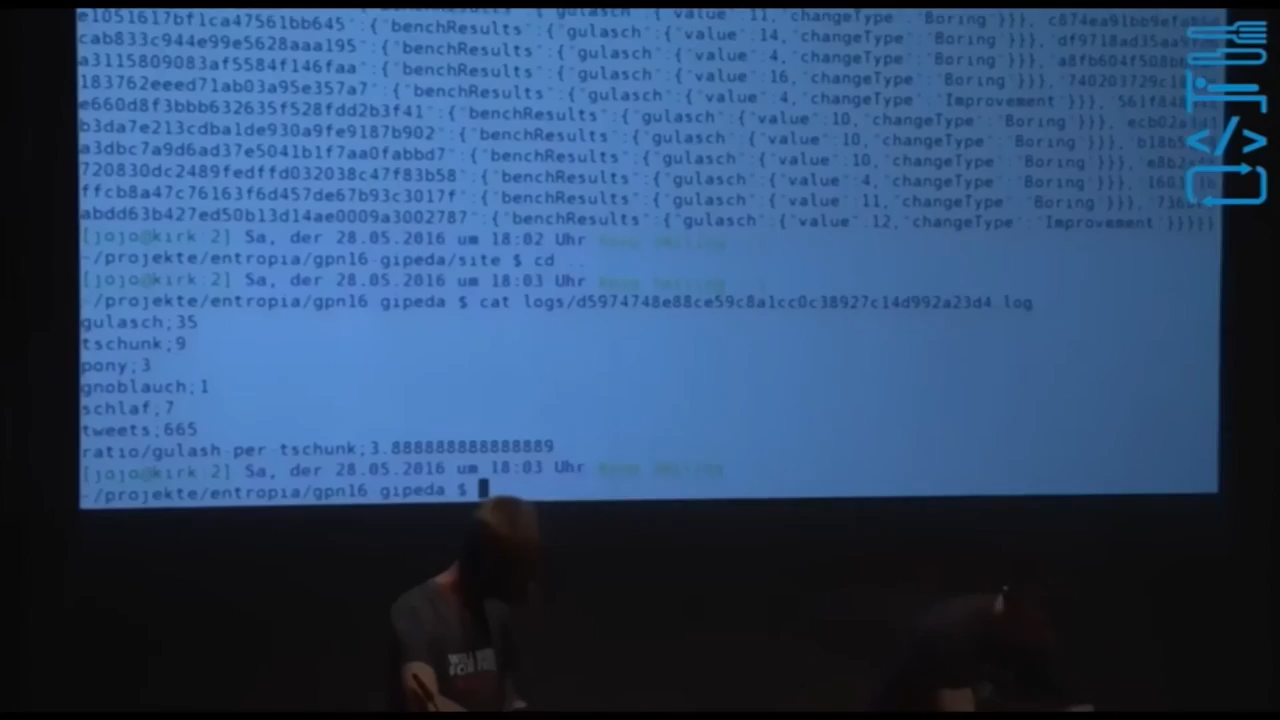 e1051617bf1ca47561bb645 :{ benchResults :{ gulasch :{ value : 11, changeType : Boring }}},
cab833c944e99e5628aaa195 :{ benchResults :{ gulasch :{ value : 14, changeType : Boring }}},
a3115809083af5584f146faa :{ benchResults :{ gulasch :{ value : 4, changeType : Boring }}},
183762eeed71ab03a95e357a7 :{ benchResults :{ gulasch :{ value : 16, changeType : Boring }}},
e660d8f3bbb632635f528fdd2b3f41 :{ benchResults :{ gulasch :{ value : 4, changeType : Improvement }}},
b3da7e213cdba1de930a9fe9187b902 :{ benchResults :{ gulasch :{ value : 10, changeType : Boring }}},
a3dbc7a9d6ad37e5041b1f7aa0fabbd7 :{ benchResults :{ gulasch :{ value : 10, changeType : Boring }}},
720830dc2489fedffd032038c47f83b58 :{ benchResults :{ gulasch :{ value : 4, changeType : Boring }}},
ffcb8a47c76163f6d457de67b93c3017f :{ benchResults :{ gulasch :{ value : 11, changeType : Boring }}},
abdd63b427ed50b13d14ae0009a3002787 :{ benchResults :{ gulasch :{ value : 12, changeType : Improvement }}}}}
[jojo@kirk:2] Sa, der 28.05.2016 um 18:02 Uhr
~/projekte/entropia/gpn16 gipeda/site $ cd ..
[jojo@kirk:2] Sa, der 28.05.2016 um 18:03 Uhr
~/projekte/entropia/gpn16 gipeda $ cat logs/d5974748e88ce59c8a1cc0c38927c14d992a23d4.log
gulasch;35
tschunk;9
pony;3
gnoblauch;1
schlaf;7
tweets;665
ratio/gulash per tschunk;3.888888888888889
[jojo@kirk:2] Sa, der 28.05.2016 um 18:03 Uhr
~/projekte/entropia/gpn16 gipeda $